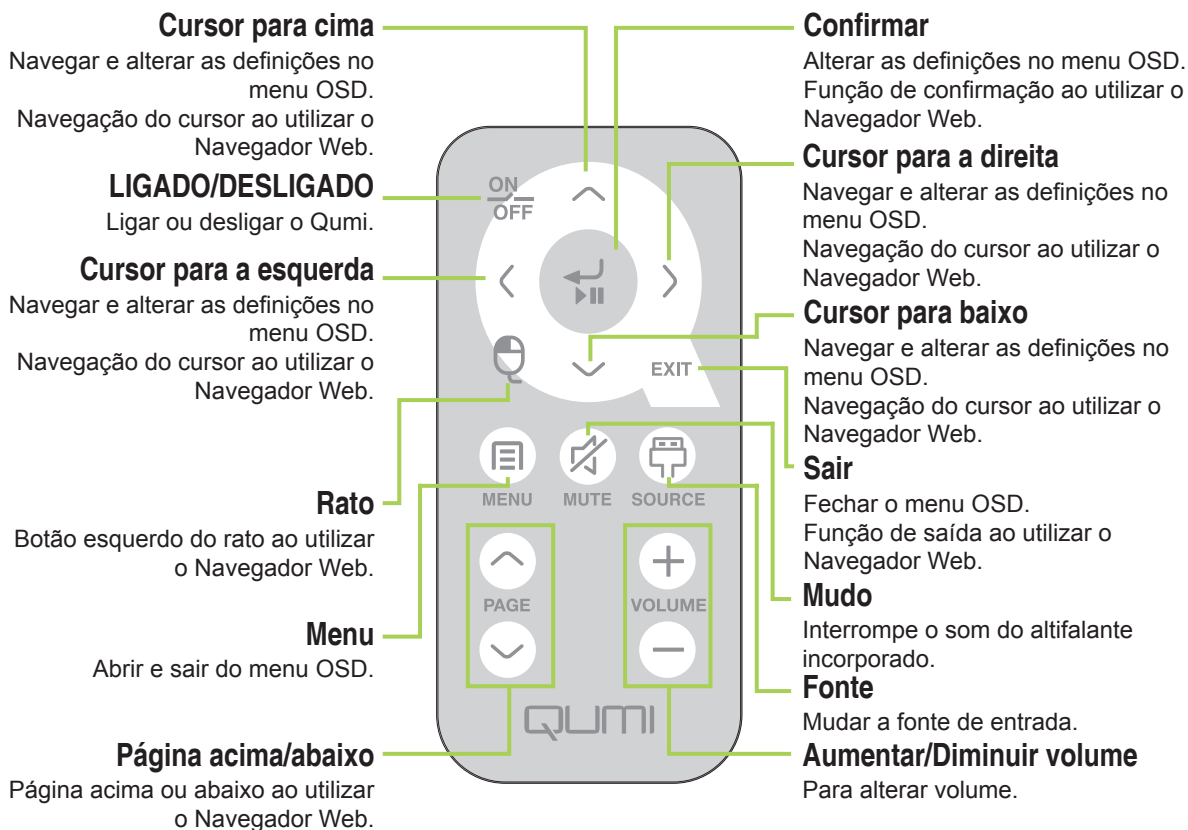 Cursor para cima
Navegar e alterar as definições no
menu OSD.
Navegação do cursor ao utilizar o
Navegador Web.
LIGADO/DESLIGADO
Ligar ou desligar o Qumi.
Cursor para a esquerda
Navegar e alterar as definições no
menu OSD.
Navegação do cursor ao utilizar o
Navegador Web.
Rato
Botão esquerdo do rato ao utilizar
o Navegador Web.
Menu
Abrir e sair do menu OSD.
Página acima/abaixo
Página acima ou abaixo ao utilizar
o Navegador Web.
ON
OFF
EXIT
MENU
MUTE
SOURCE
PAGE
VOLUME
QUMI
Confirmar
Alterar as definições no menu OSD.
Função de confirmação ao utilizar o
Navegador Web.
Cursor para a direita
Navegar e alterar as definições no
menu OSD.
Navegação do cursor ao utilizar o
Navegador Web.
Cursor para baixo
Navegar e alterar as definições no
menu OSD.
Navegação do cursor ao utilizar o
Navegador Web.
Sair
Fechar o menu OSD.
Função de saída ao utilizar o
Navegador Web.
Mudo
Interrompe o som do altifalante
incorporado.
Fonte
Mudar a fonte de entrada.
Aumentar/Diminuir volume
Para alterar volume.